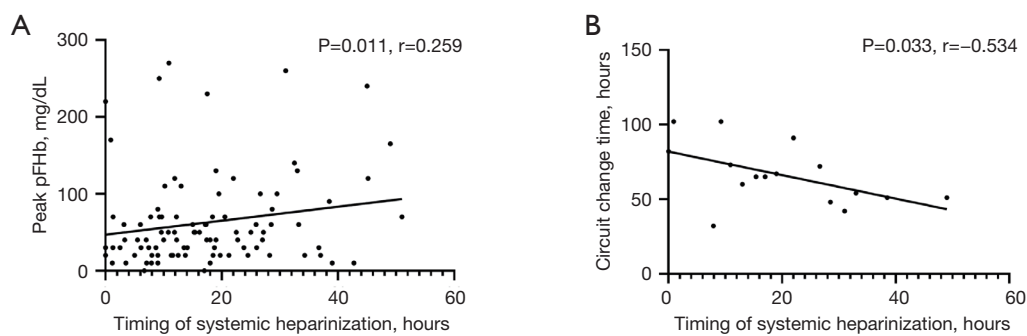 A
P=0.011, r=0.259
Peak pFHb, mg/dL
300
200
100
0
0 20 40 60
Timing of systemic heparinization, hours
B
P=0.033, r=−0.534
Circuit change time, hours
150
100
50
0
0 20 40 60
Timing of systemic heparinization, hours